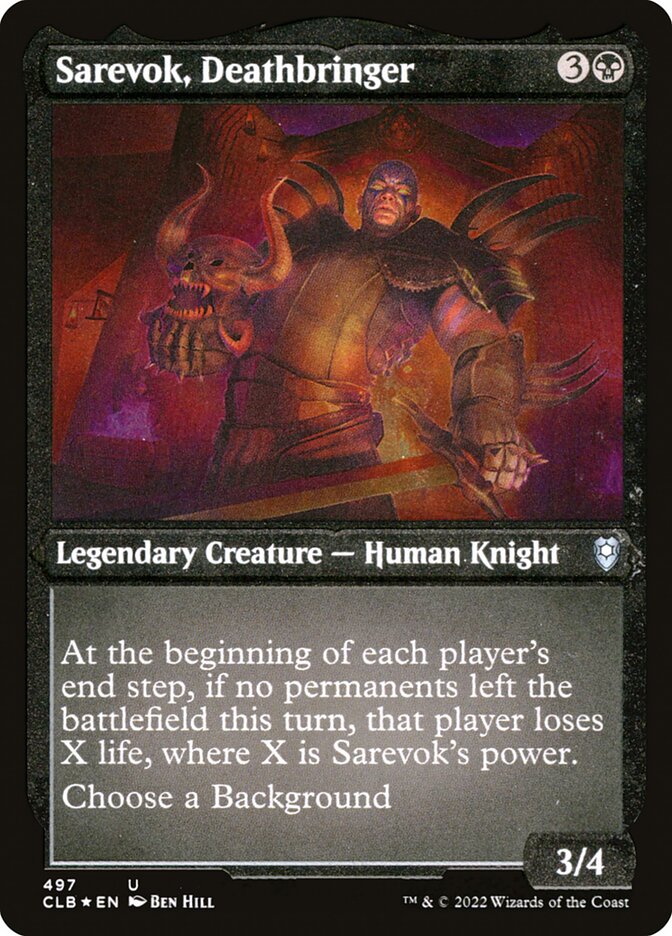 Sarevok, Deathbringer 3
Legendary Creature — Human Knight
At the beginning of each player's
end step, if no permanents left the
battlefield this turn, that player loses
X life, where X is Sarevok's power.
Choose a Background
3/4
497 U
CLB★EN BEN HILL ™ & © 2022 Wizards of the Coast